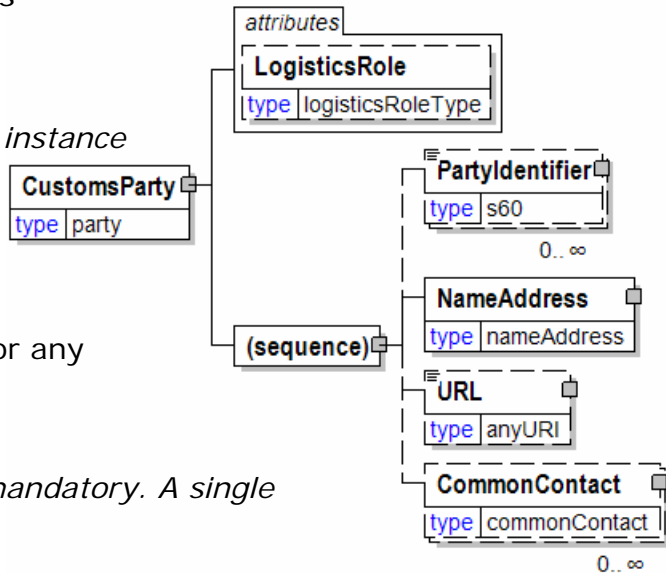 attributes
LogisticsRole
type logisticsRoleType
instance
CustomsParty
type party
PartyIdentifier
type s60
0.. ∞
NameAddress
type nameAddress
(sequence)
or any
URL
type anyURI
mandatory. A single
CommonContact
type commonContact
0.. ∞